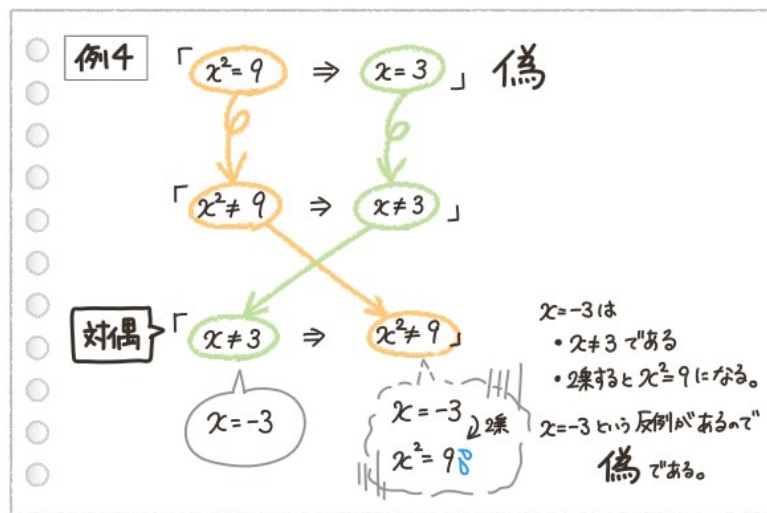 例4 「x²=9 ⇒ x=3」 偽
「x²≠9 ⇒ x≠3」
対偶 「x≠3 ⇒ x²≠9」
x=-3
x=-3
2乗
x²=9
x=-3は
・x≠3である
・2乗するとx²=9になる。
x=-3という反例があるので
偽である。